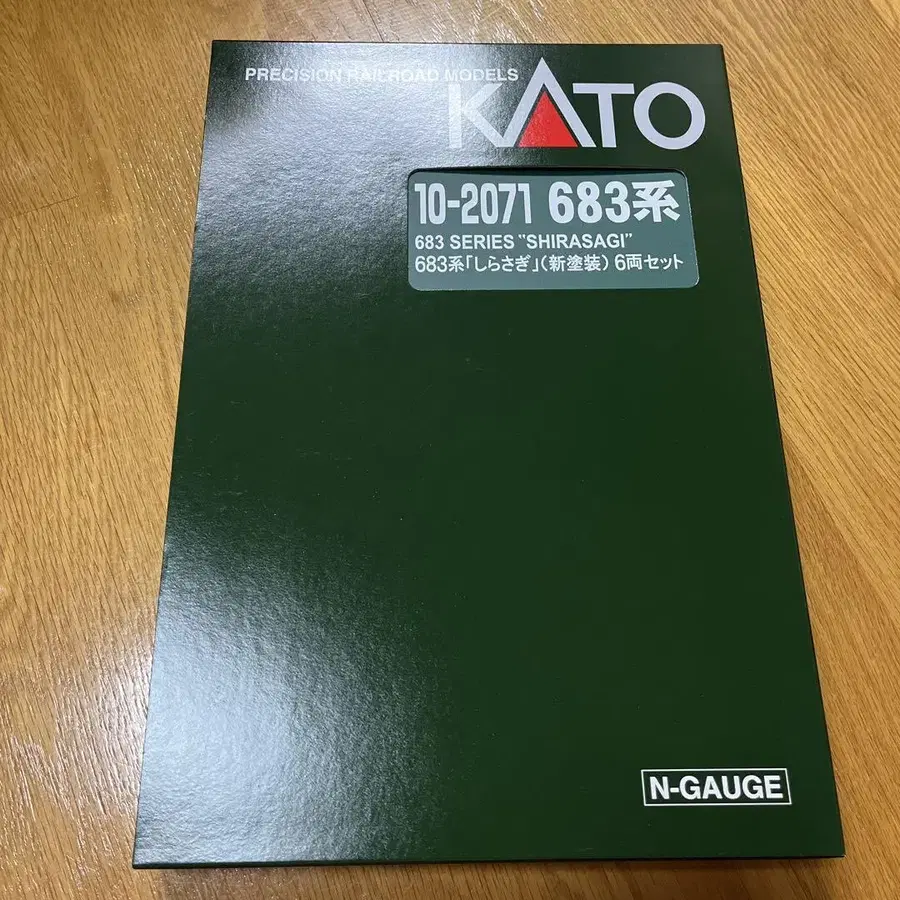 PRECISION RAILROAD MODELS
KATO
10-2071 683系
683 SERIES "SHIRASAGI"
683系「しらさぎ」(新塗装) 6両セット
N-GAUGE